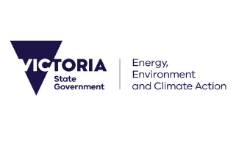 VICTORIA
State
Government
Energy,
Environment
and Climate Action